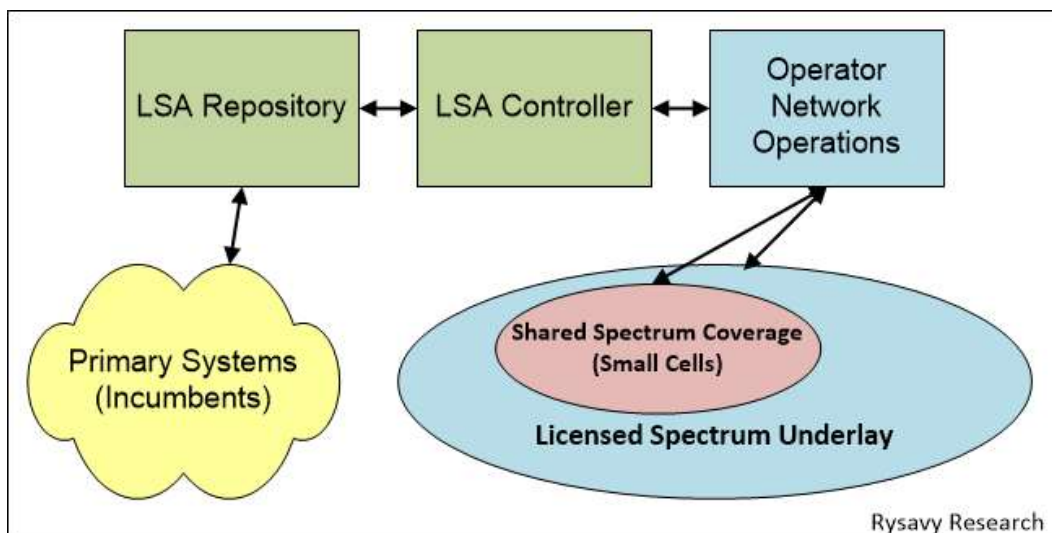 LSA Repository
LSA Controller
Operator
Network
Operations
Primary Systems
(Incumbents)
Shared Spectrum Coverage
(Small Cells)
Licensed Spectrum Underlay
Rysavy Research